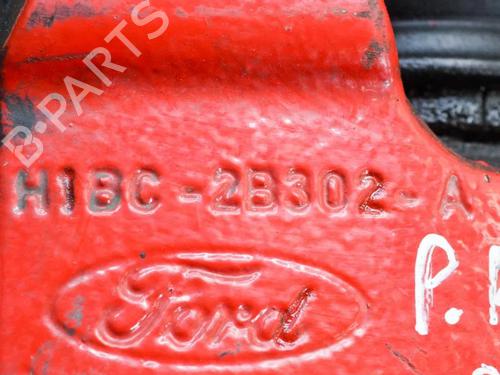 B-PARTS
H1BC-2B302-A
Ford
P.